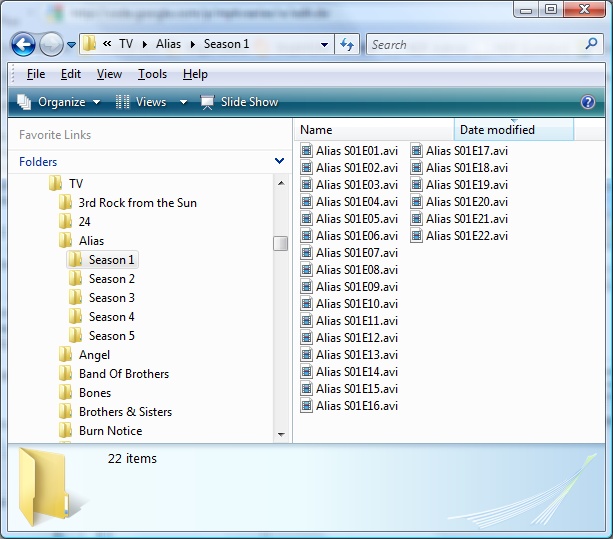 « TV ▸ Alias ▸ Season 1
Search
File Edit View Tools Help
Organize Views Slide Show
Favorite Links
Folders
TV
3rd Rock from the Sun
24
Alias
Season 1
Season 2
Season 3
Season 4
Season 5
Angel
Band Of Brothers
Bones
Brothers & Sisters
Burn Notice
Name Date modified
Alias S01E01.avi Alias S01E17.avi
Alias S01E02.avi Alias S01E18.avi
Alias S01E03.avi Alias S01E19.avi
Alias S01E04.avi Alias S01E20.avi
Alias S01E05.avi Alias S01E21.avi
Alias S01E06.avi Alias S01E22.avi
Alias S01E07.avi
Alias S01E08.avi
Alias S01E09.avi
Alias S01E10.avi
Alias S01E11.avi
Alias S01E12.avi
Alias S01E13.avi
Alias S01E14.avi
Alias S01E15.avi
Alias S01E16.avi
22 items